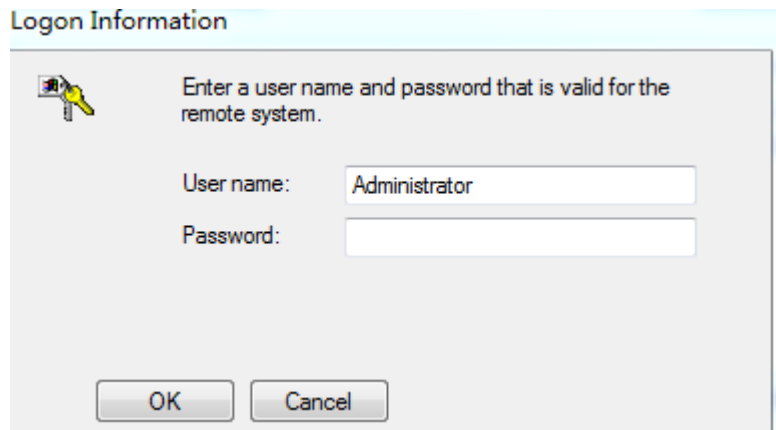 Logon Information
Enter a user name and password that is valid for the
remote system.
User name:
Administrator
Password:
OK
Cancel